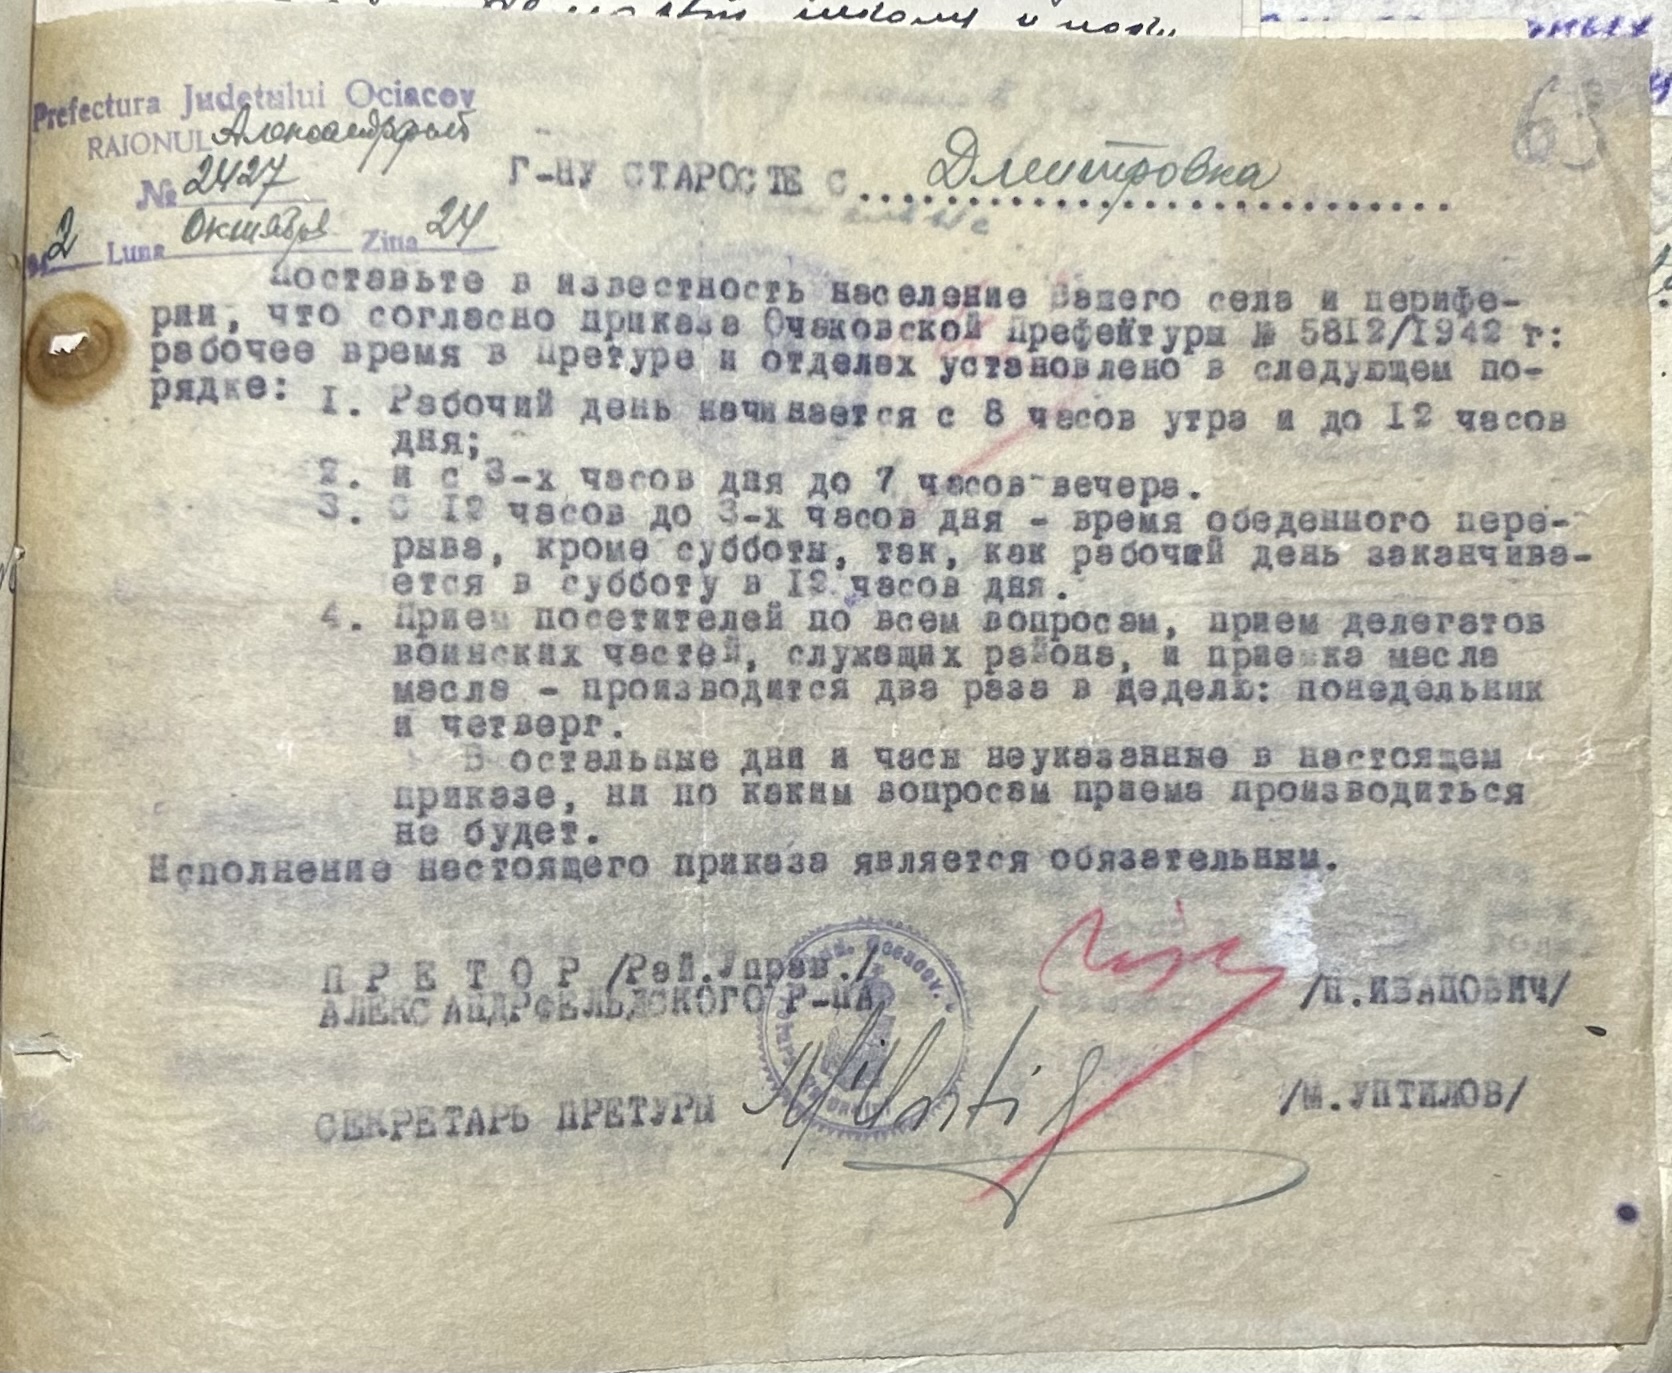 65
Prefectura Judetului Ociacov
RAIONUL Александрфельд
№ 2427
2 Luna октября Ziua 24
Г-НУ СТАРОСТЕ с.... Дмитровка
Поставьте в известность население Вашего села и перифе-
рии, что согласно приказа Очаковской Префектуры № 5812/1942 г:
рабочее время в Претуре и отделах установлено в следующем по-
рядке:
1. Рабочий день начинается с 8 часов утра и до 12 часов
дня;
2. и с 3-х часов дня до 7 часов вечера.
3. С 12 часов до 3-х часов дня - время обеденного пере-
рыва, кроме субботы, так, как рабочий день заканчива-
ется в субботу в 12 часов дня.
4. Прием посетителей по всем вопросам, прием делегатов
воинских частей, служащих района, и приемка масла
масла - производится два раза в неделю: понедельник
и четверг.
В остальные дни и часы неуказанные в настоящем
приказе, ни по каким вопросам приема производиться
не будет.
Исполнение настоящего приказа является обязательным.
П Р Е Т О Р /Рай.Управ./
АЛЕКСАНДРФЕЛЬДСКОГО Р-НА /П.ИВАНОВИЧ/
СЕКРЕТАРЬ ПРЕТУРЫ /М.УПТИЛОВ/